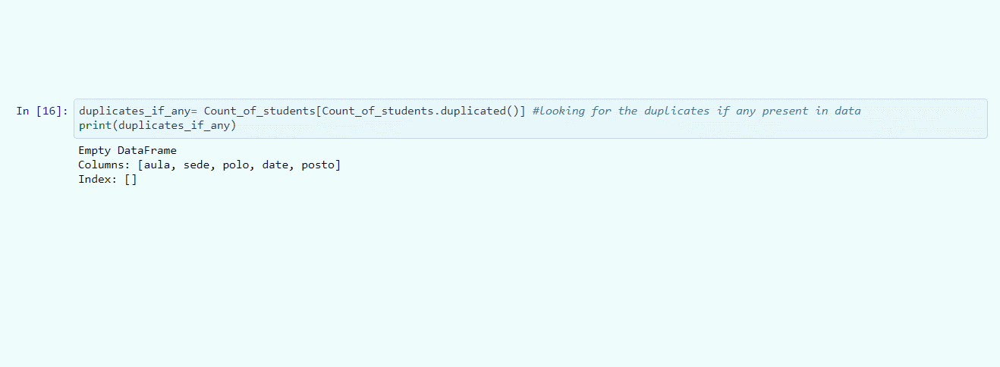 In [16]: duplicates_if_any= Count_of_students[Count_of_students.duplicated()] #looking for the duplicates if any present in data
print(duplicates_if_any)
Empty DataFrame
Columns: [aula, sede, polo, date, posto]
Index: []